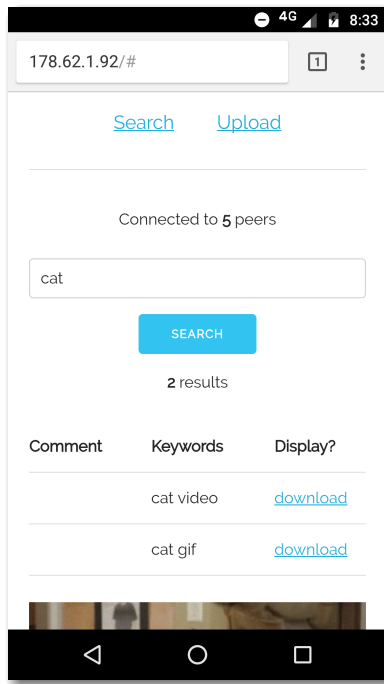 4G 8:33
178.62.1.92/# 1
Search Upload
Connected to 5 peers
cat
SEARCH
2 results
Comment Keywords Display?
cat video download
cat gif download